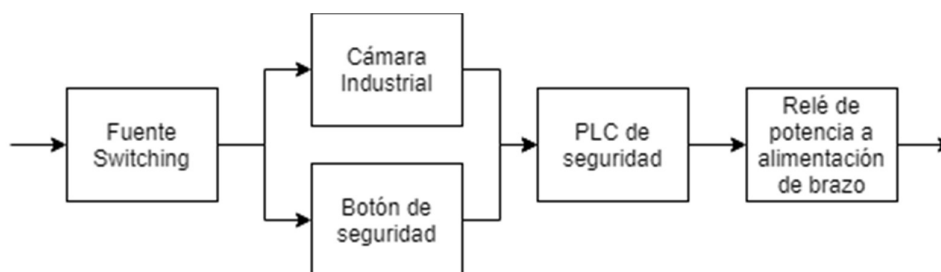 Fuente
Switching
Cámara
Industrial
Botón de
seguridad
PLC de
seguridad
Relé de
potencia a
alimentación
de brazo